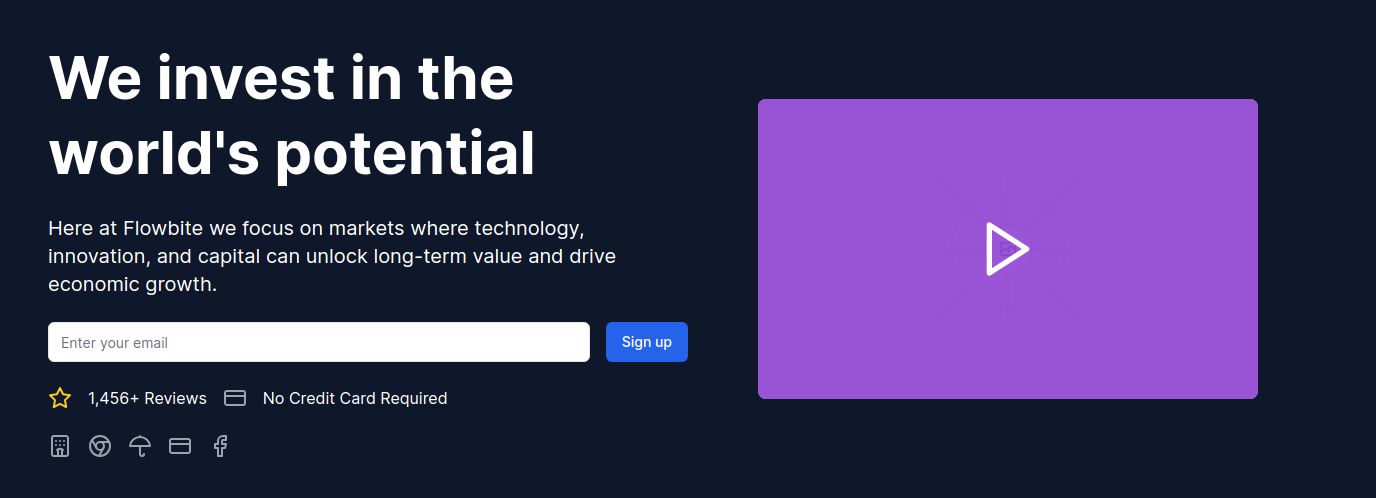 We invest in the
world's potential
Here at Flowbite we focus on markets where technology,
innovation, and capital can unlock long-term value and drive
economic growth.
Enter your email
Sign up
1,456+ Reviews
No Credit Card Required